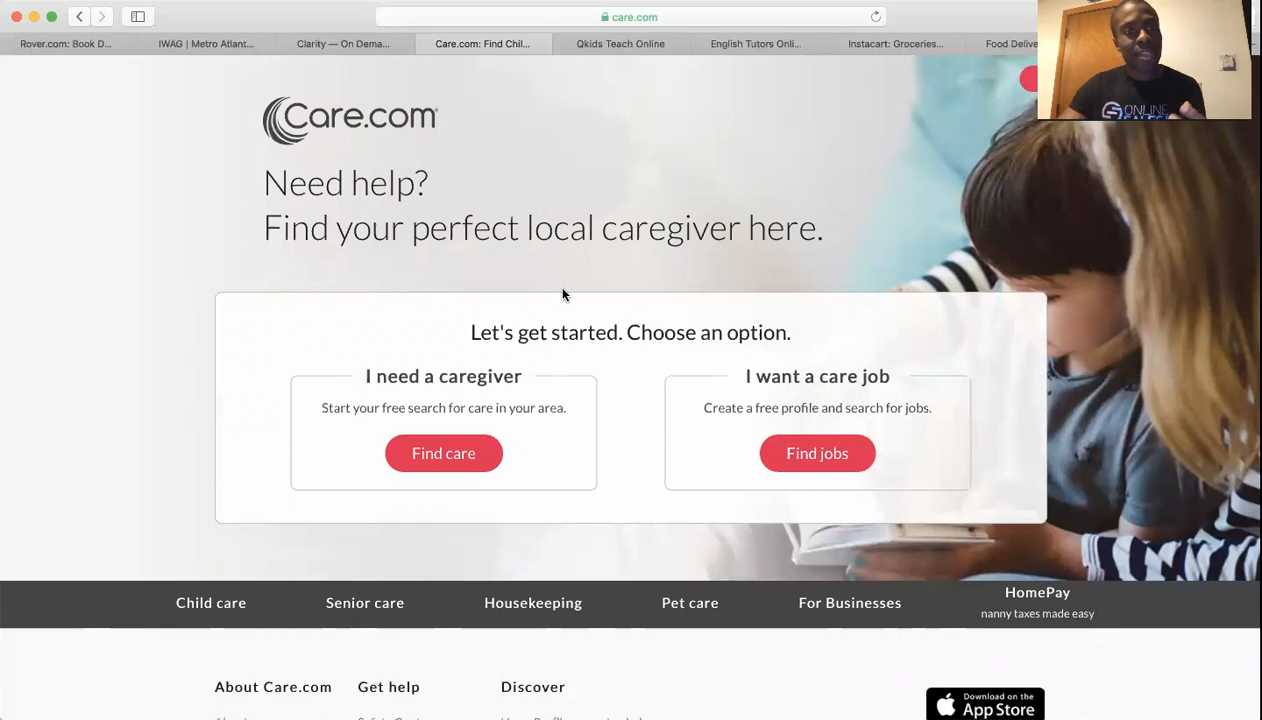 care.com
Rover.com: Book D...
IWAG | Metro Atlant...
Clarity — On Dema...
Care.com: Find Chil...
Qkids Teach Online
English Tutors Onli...
Instacart: Groceries...
Food Delive
ONLINE
Care.com
Need help?
Find your perfect local caregiver here.
Let's get started. Choose an option.
I need a caregiver
Start your free search for care in your area.
Find care
I want a care job
Create a free profile and search for jobs.
Find jobs
Child care
Senior care
Housekeeping
Pet care
For Businesses
HomePay
nanny taxes made easy
About Care.com
Get help
Discover
Download on the
App Store